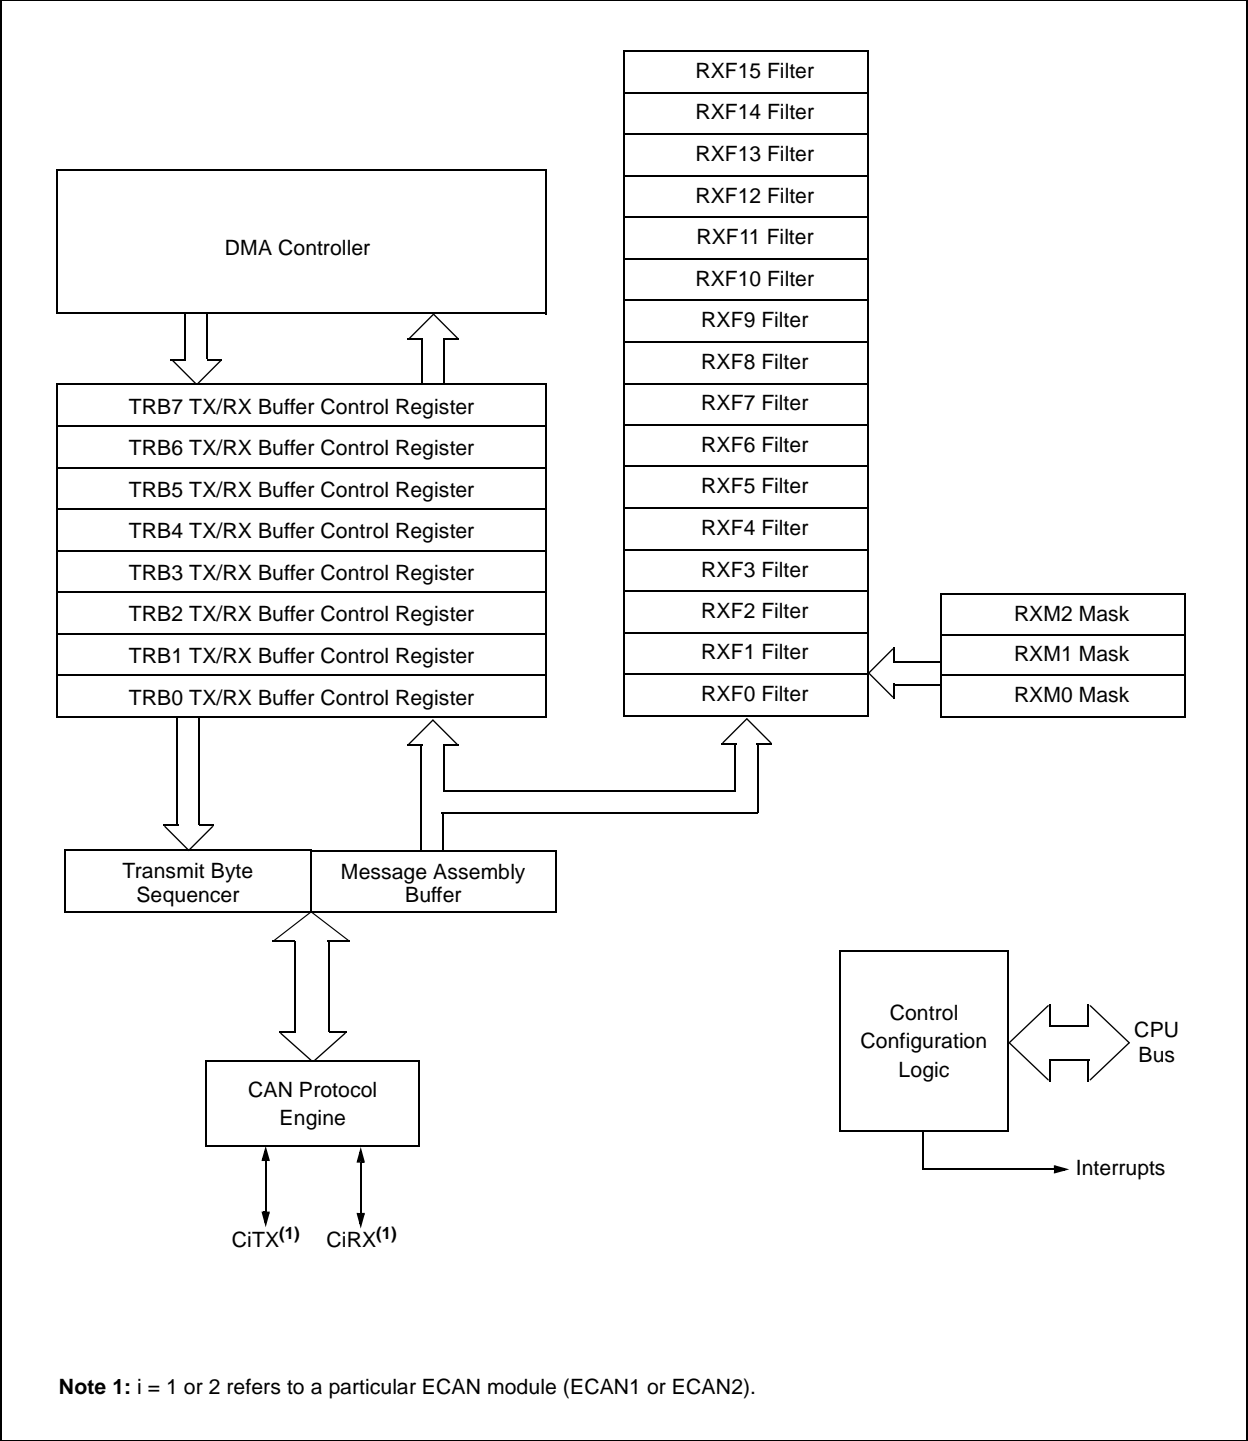 RXF15 Filter
RXF14 Filter
RXF13 Filter
RXF12 Filter
RXF11 Filter
RXF10 Filter
RXF9 Filter
RXF8 Filter
RXF7 Filter
RXF6 Filter
RXF5 Filter
RXF4 Filter
RXF3 Filter
RXF2 Filter
RXF1 Filter
RXF0 Filter
DMA Controller
TRB7 TX/RX Buffer Control Register
TRB6 TX/RX Buffer Control Register
TRB5 TX/RX Buffer Control Register
TRB4 TX/RX Buffer Control Register
TRB3 TX/RX Buffer Control Register
TRB2 TX/RX Buffer Control Register
TRB1 TX/RX Buffer Control Register
TRB0 TX/RX Buffer Control Register
RXM2 Mask
RXM1 Mask
RXM0 Mask
Transmit Byte
Sequencer
Message Assembly
Buffer
Control
Configuration
Logic
CPU
Bus
CAN Protocol
Engine
Interrupts
CiTX(1)
CiRX(1)
Note 1: i = 1 or 2 refers to a particular ECAN module (ECAN1 or ECAN2).